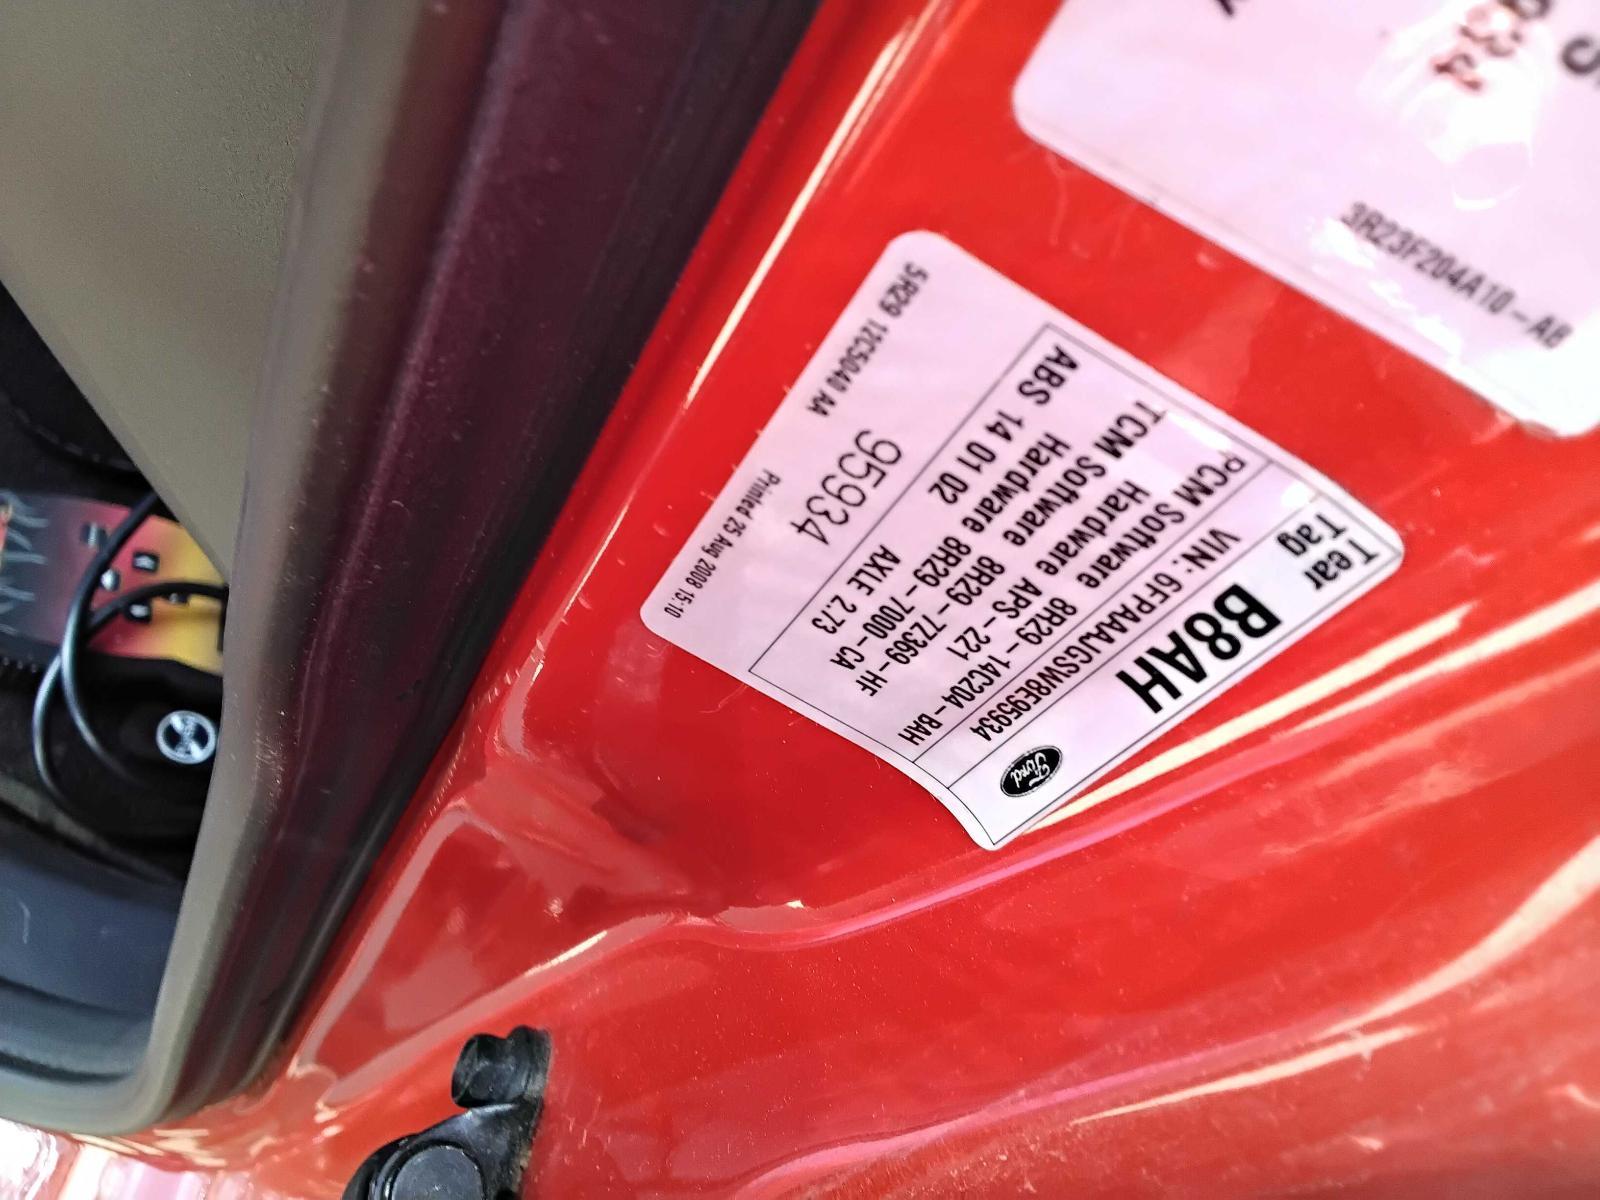 834
3R23F204A10-AB
Tear
Tag
B8AH
Ford
VIN: 6FPAAAJGSW8E95934
PCM Software 8R29-14C204-BAH
Hardware APS-221
TCM Software 8R29-7Z369-HF
Hardware 8R29-7000-CA
ABS 14 01 02 AXLE 2.73
95934
5R29 12C5040 AA Printed 25 Aug 2008 15:10